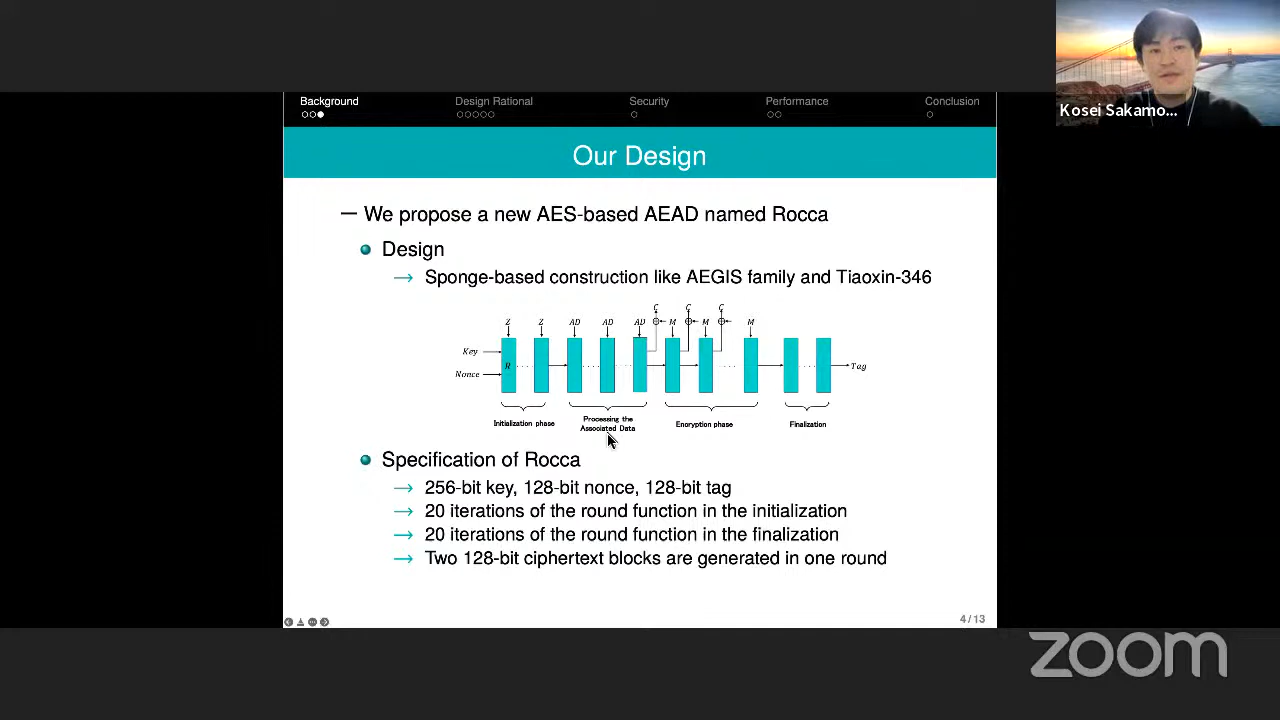 Kosei Sakamo...
Background Design Rational Security Performance Conclusion
Our Design
— We propose a new AES-based AEAD named Rocca
Design
→ Sponge-based construction like AEGIS family and Tiaoxin-346
C C C
Z Z AD AD AD M M M
Key R
Nonce
Tag
Initialization phase
Processing the
Associated Data
Enryption phase
Finalization
Specification of Rocca
→ 256-bit key, 128-bit nonce, 128-bit tag
→ 20 iterations of the round function in the initialization
→ 20 iterations of the round function in the finalization
→ Two 128-bit ciphertext blocks are generated in one round
4 / 13
zoom